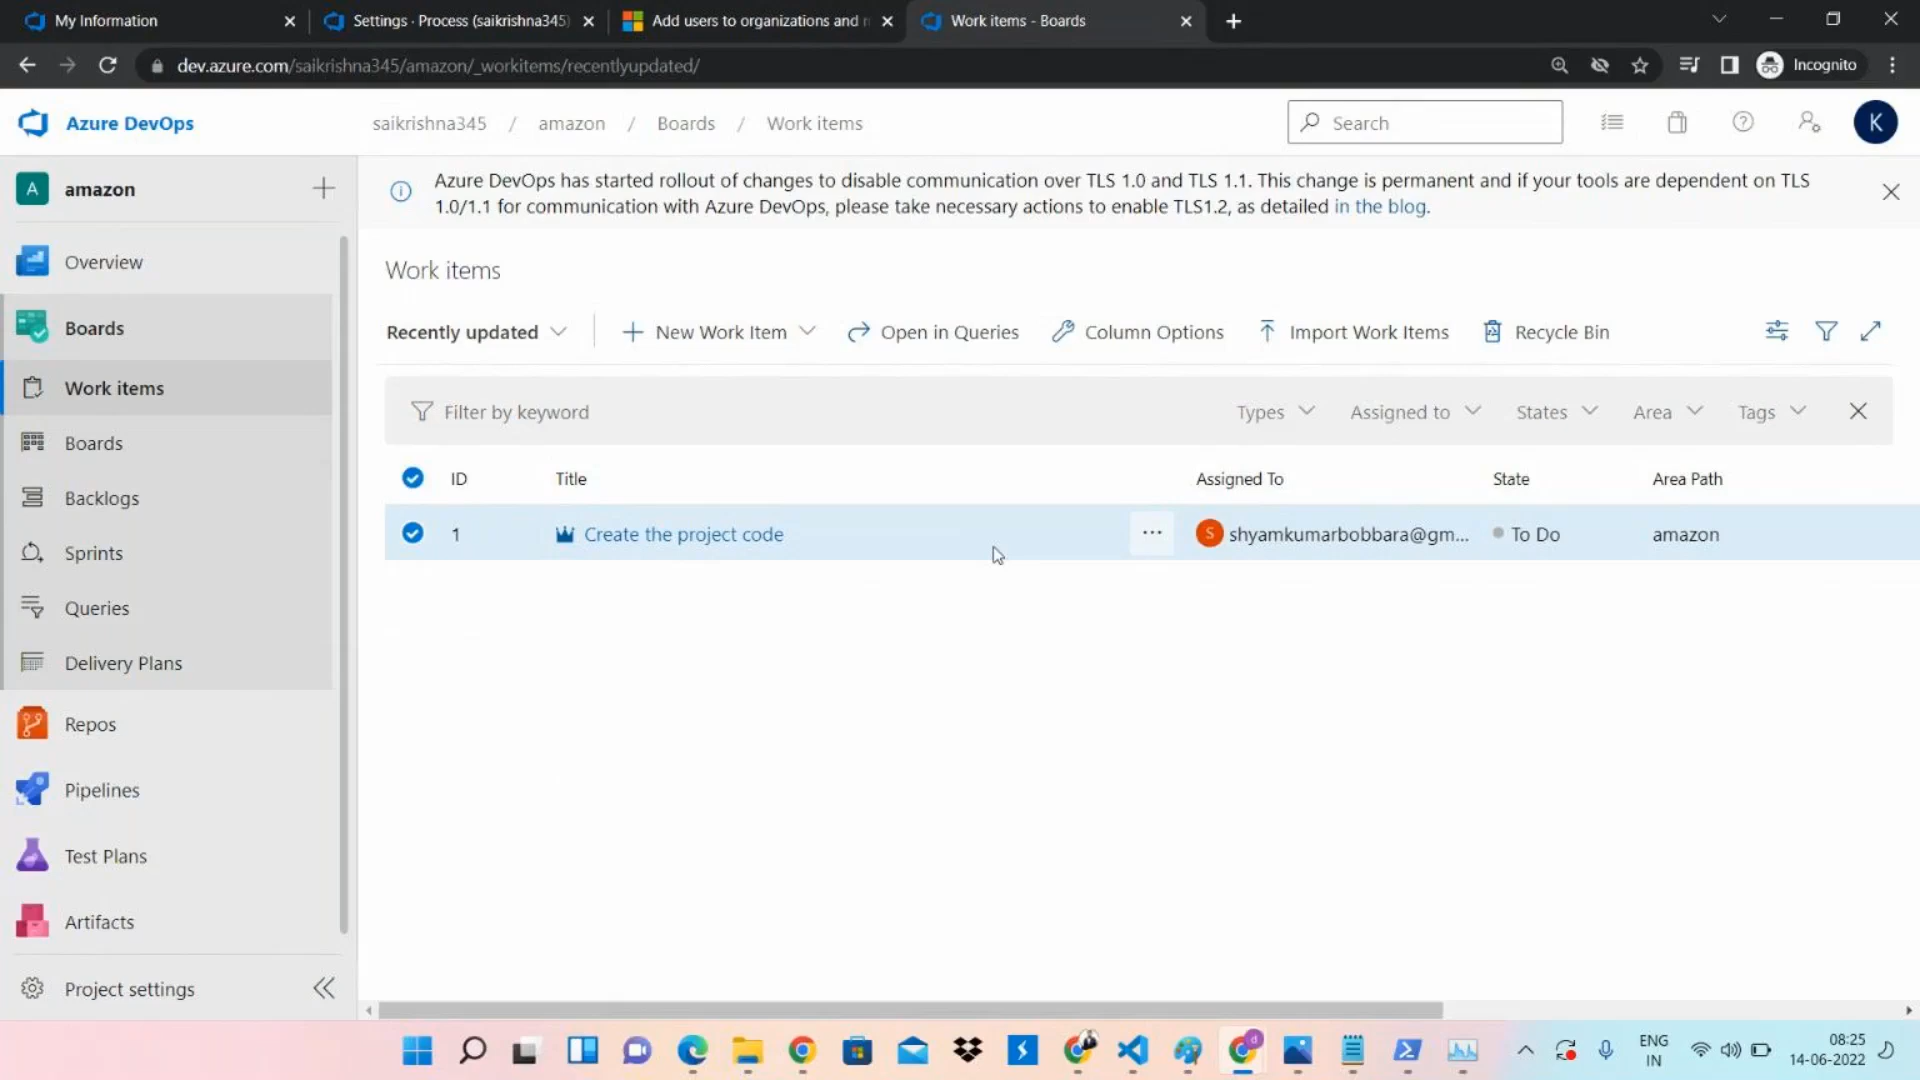 My Information
Settings · Process (saikrishna345)
Add users to organizations and
Work items - Boards
dev.azure.com/saikrishna345/amazon/_workitems/recentlyupdated/
Incognito
Azure DevOps
saikrishna345 / amazon / Boards / Work items
Search
K
A amazon
Azure DevOps has started rollout of changes to disable communication over TLS 1.0 and TLS 1.1. This change is permanent and if your tools are dependent on TLS
1.0/1.1 for communication with Azure DevOps, please take necessary actions to enable TLS1.2, as detailed in the blog.
Overview
Boards
Work items
Boards
Backlogs
Sprints
Queries
Delivery Plans
Repos
Pipelines
Test Plans
Artifacts
Project settings
Work items
Recently updated
New Work Item
Open in Queries
Column Options
Import Work Items
Recycle Bin
Filter by keyword
Types
Assigned to
States
Area
Tags
ID Title Assigned To State Area Path
1 Create the project code ... S shyamkumarbobbara@gm... To Do amazon
ENG
IN
08:25
14-06-2022